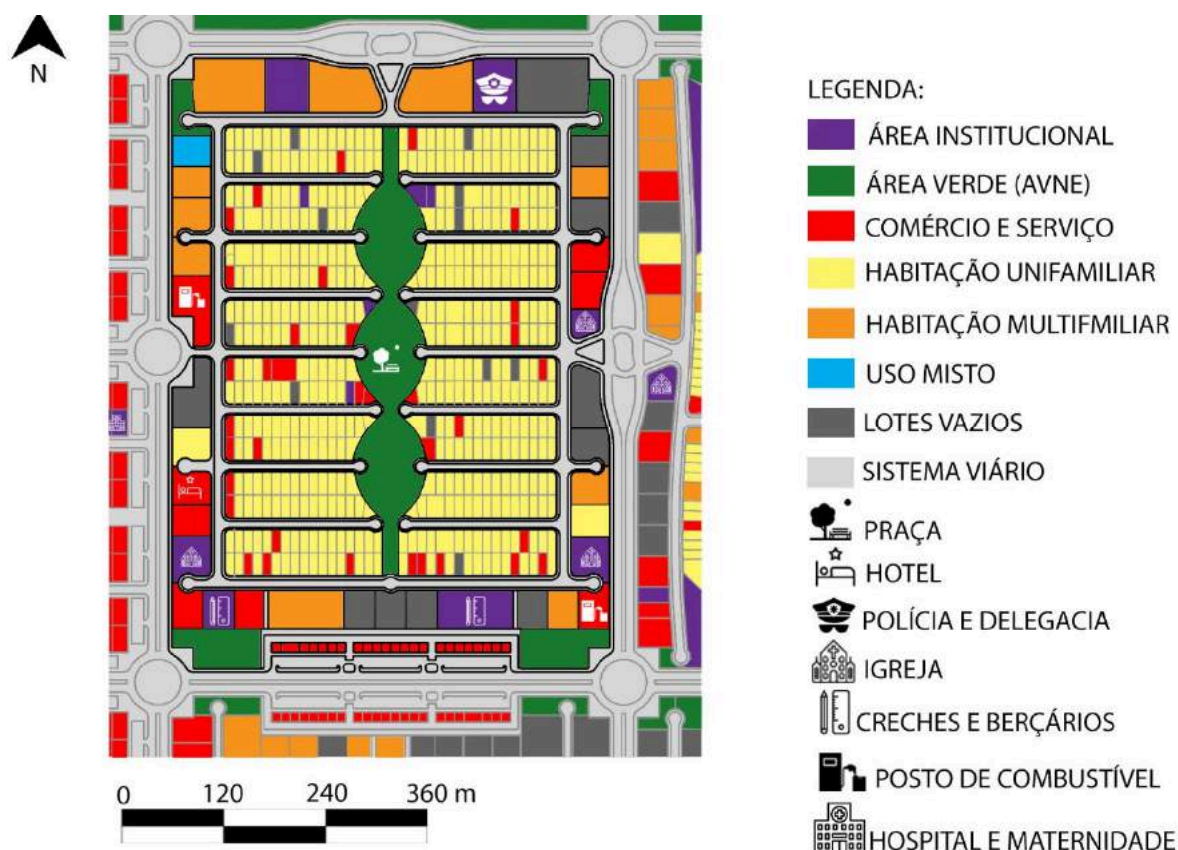 N
LEGENDA:
ÁREA INSTITUCIONAL
ÁREA VERDE (AVNE)
COMÉRCIO E SERVIÇO
HABITAÇÃO UNIFAMILIAR
HABITAÇÃO MULTIFMILIAR
USO MISTO
LOTES VAZIOS
SISTEMA VIÁRIO
PRAÇA
HOTEL
POLÍCIA E DELEGACIA
IGREJA
CRECHES E BERÇÁRIOS
POSTO DE COMBUSTÍVEL
HOSPITAL E MATERNIDADE
0 120 240 360 m